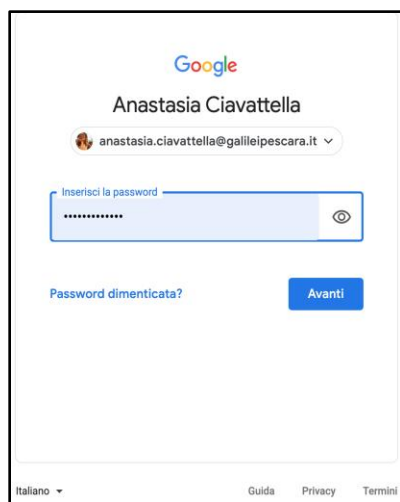 Google
Anastasia Ciavattella
anastasia.ciavattella@galileipescara.it
Inserisci la password
•••••••••••••
Password dimenticata?
Avanti
Italiano
Guida Privacy Termini